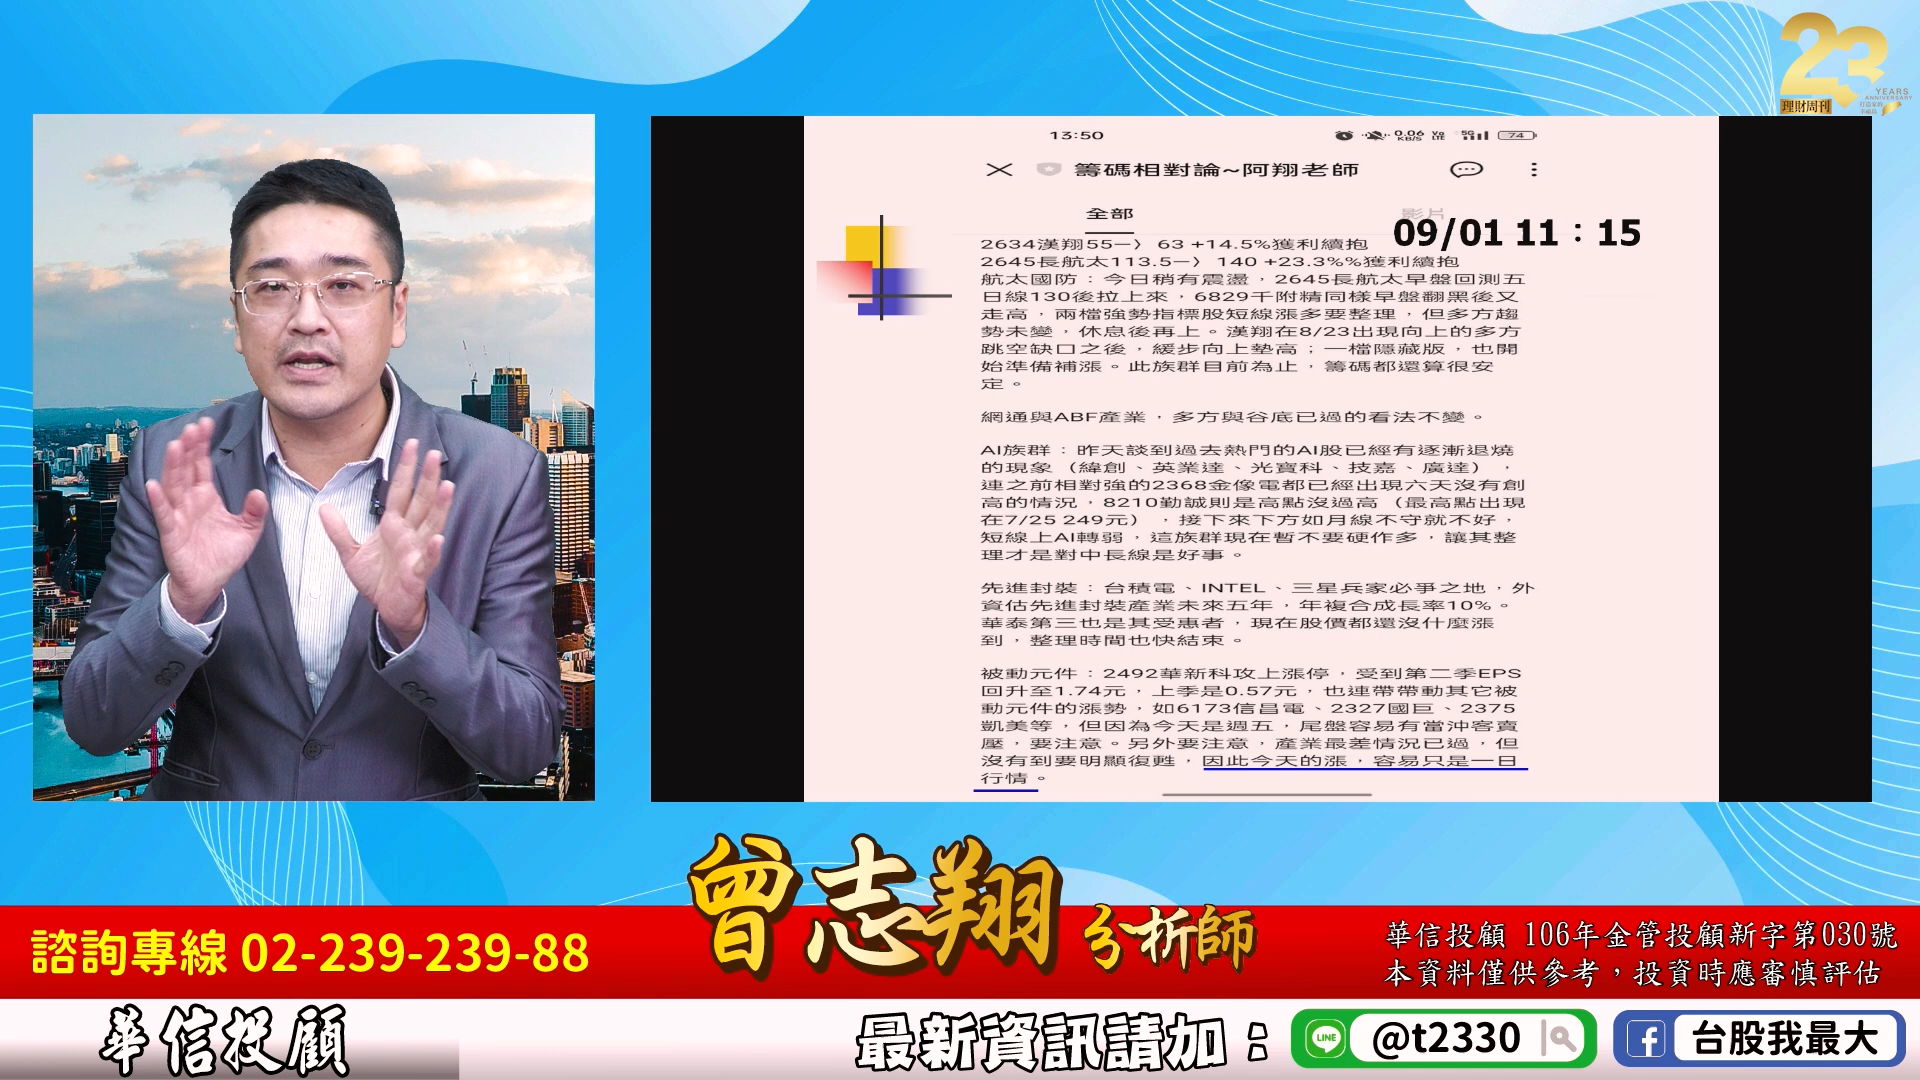 23
YEARS
ANNIVERSARY
理財周刊
13:50
0.06 KB/S
5G
74
籌碼相對論~阿翔老師
全部
影片
09/01 11：15
2634漢翔55—〉63 +14.5%獲利續抱
2645長航太113.5—〉140 +23.3%%獲利續抱
航太國防：今日稍有震盪，2645長航太早盤回測五
日線130後拉上來，6829千附精同樣早盤翻黑後又
走高，兩檔強勢指標股短線漲多要整理，但多方趨
勢未變，休息後再上。漢翔在8/23出現向上的多方
跳空缺口之後，緩步向上墊高；一檔隱藏版，也開
始準備補漲。此族群目前為止，籌碼都還算很安
定。
網通與ABF產業，多方與谷底已過的看法不變。
AI族群：昨天談到過去熱門的AI股已經有逐漸退燒
的現象（緯創、英業達、光寶科、技嘉、廣達），
連之前相對強的2368金像電都已經出現六天沒有創
高的情況，8210勤誠則是高點沒過高（最高點出現
在7/25 249元），接下來下方如月線不守就不好，
短線上AI轉弱，這族群現在暫不要硬作多，讓其整
理才是對中長線是好事。
先進封裝：台積電、INTEL、三星兵家必爭之地，外
資估先進封裝產業未來五年，年複合成長率10%。
華泰第三也是其受惠者，現在股價都還沒什麼漲
到，整理時間也快結束。
被動元件：2492華新科攻上漲停，受到第二季EPS
回升至1.74元，上季是0.57元，也連帶帶動其它被
動元件的漲勢，如6173信昌電、2327國巨、2375
凱美等，但因為今天是週五，尾盤容易有當沖客賣
壓，要注意。另外要注意，產業最差情況已過，但
沒有到要明顯復甦，因此今天的漲，容易只是一日
行情。
曾志翔 分析師
諮詢專線 02-239-239-88
華信投顧 106年金管投顧新字第030號
本資料僅供參考，投資時應審慎評估
華信投顧
最新資訊請加：
LINE
@t2330
台股我最大